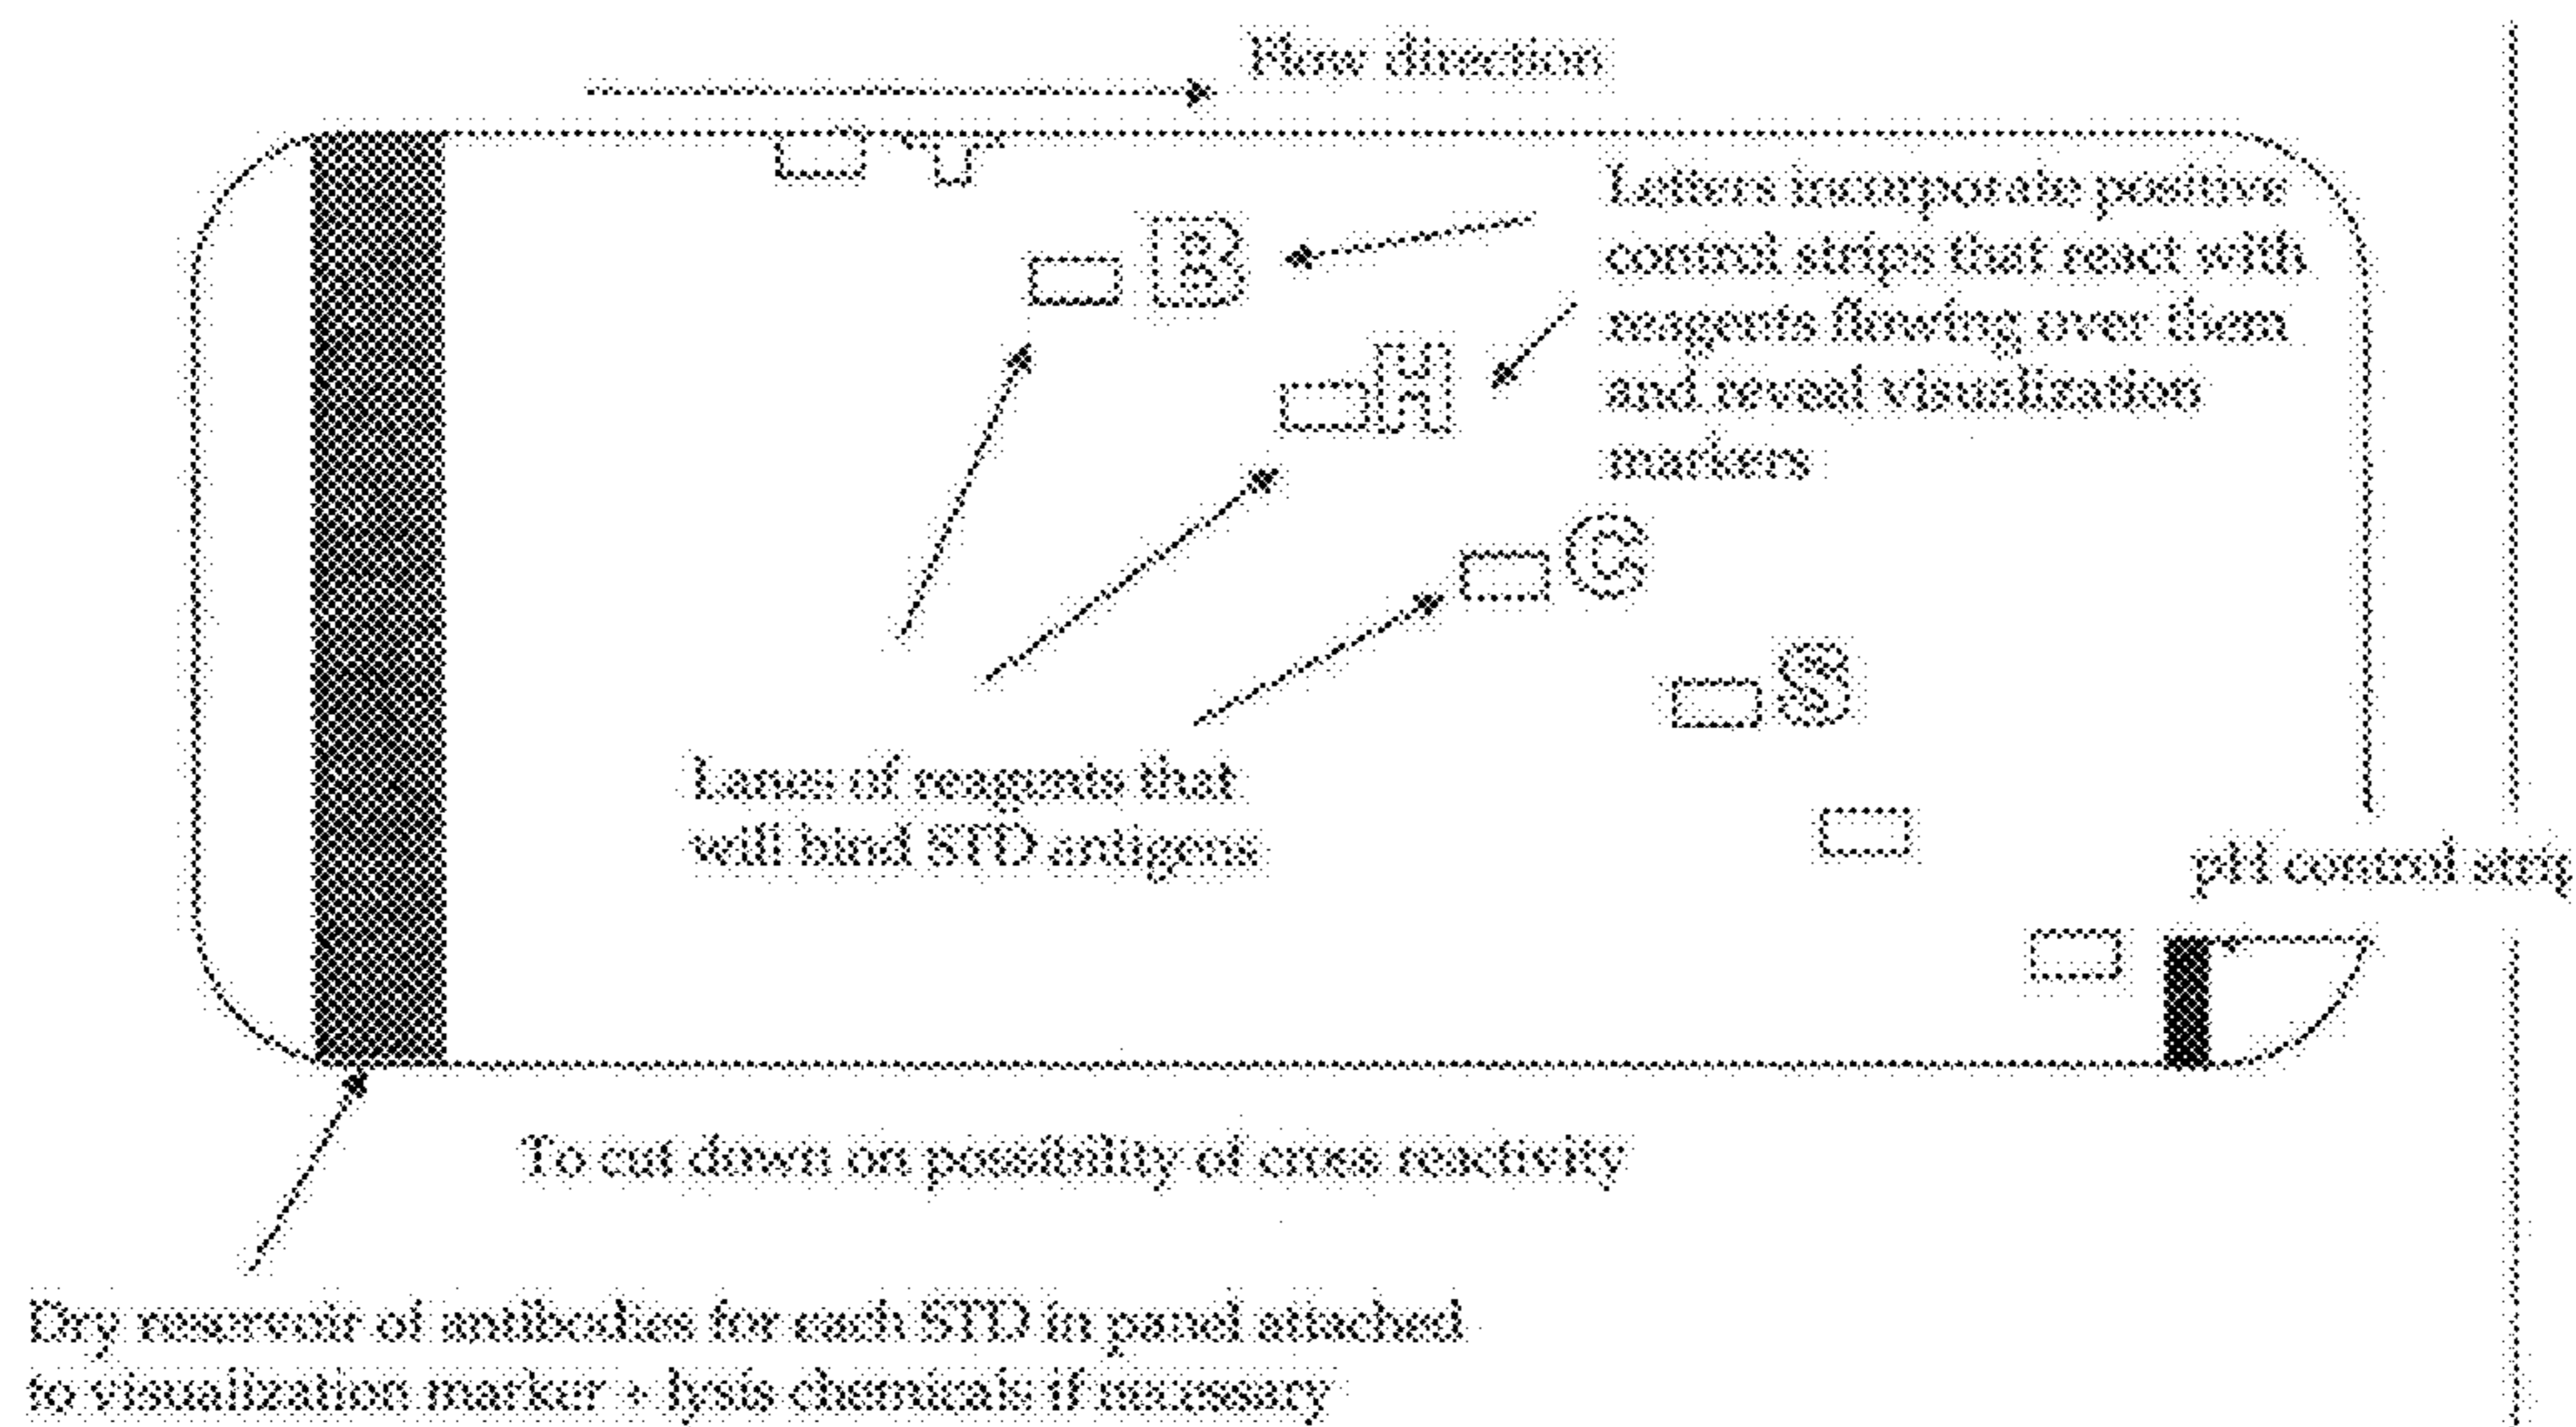 Flow direction
Letters incorporate positive
control strips that react with
reagents flowing over them
and reveal visualization
markers
B
H
C
S
Lanes of reagents that
will bind STD antigens
pH control strip
To cut down on possibility of cross reactivity
Dry reservoir of antibodies for each STD in panel attached
to visualization marker + lysis chemicals if necessary